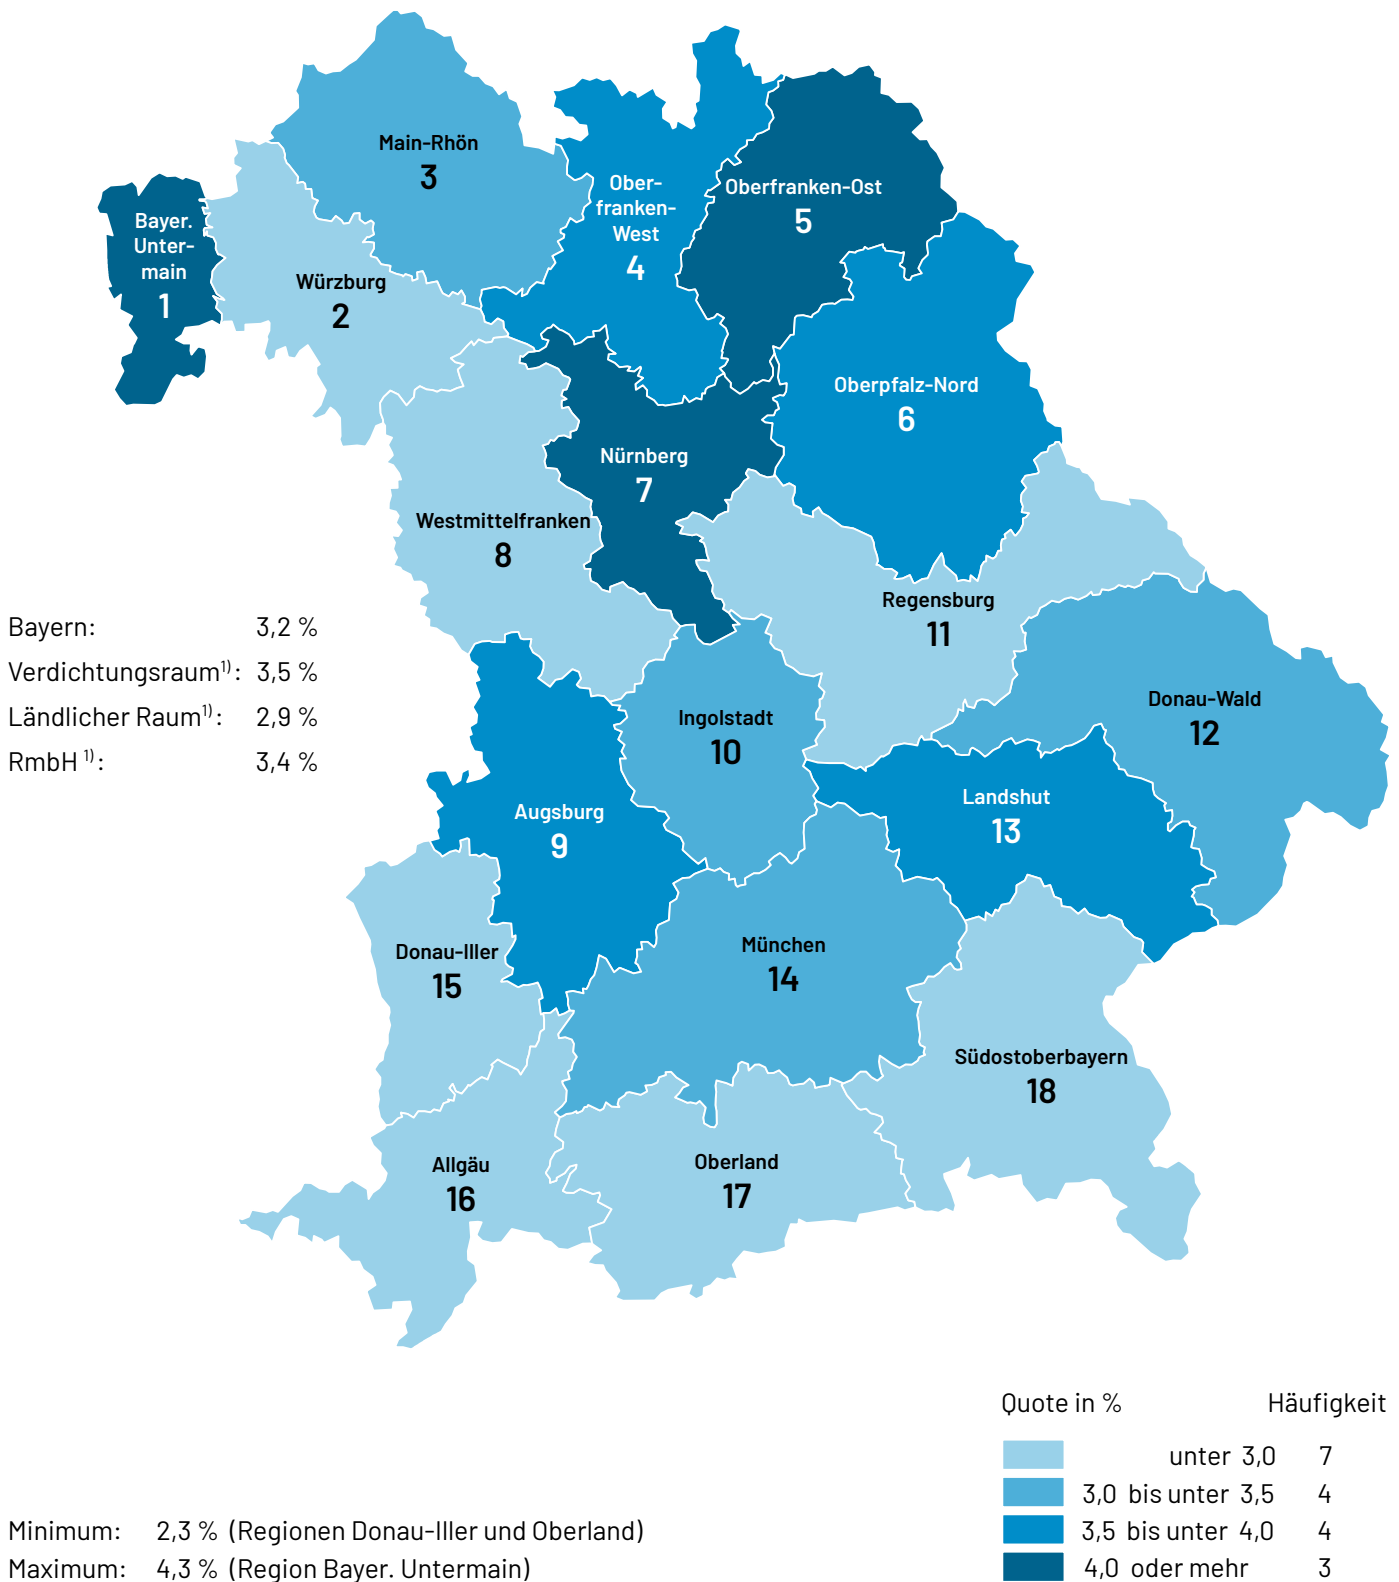 Main-Rhön
3
Ober-
franken-
West
4
Oberfranken-Ost
5
Bayer.
Unter-
main
1
Würzburg
2
Oberpfalz-Nord
6
Nürnberg
7
Westmittelfranken
8
Regensburg
11
Bayern: 3,2 %
Verdichtungsraum1): 3,5 %
Ländlicher Raum1): 2,9 %
RmbH 1): 3,4 %
Donau-Wald
12
Ingolstadt
10
Landshut
13
Augsburg
9
München
14
Donau-Iller
15
Südostoberbayern
18
Allgäu
16
Oberland
17
Quote in % Häufigkeit
unter 3,0 7
3,0 bis unter 3,5 4
3,5 bis unter 4,0 4
4,0 oder mehr 3
Minimum: 2,3 % (Regionen Donau-Iller und Oberland)
Maximum: 4,3 % (Region Bayer. Untermain)